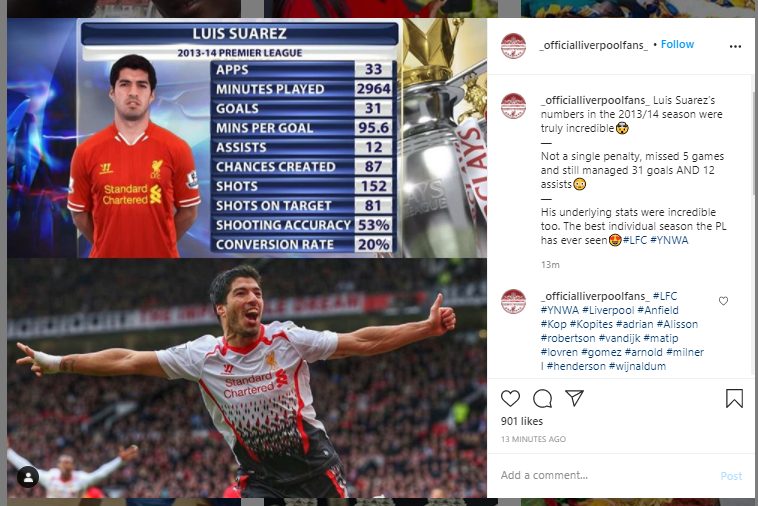 LUIS SUAREZ
2013-14 PREMIER LEAGUE
APPS 33
MINUTES PLAYED 2964
GOALS 31
MINS PER GOAL 95.6
ASSISTS 12
CHANCES CREATED 87
SHOTS 152
SHOTS ON TARGET 81
SHOOTING ACCURACY 53%
CONVERSION RATE 20%
Standard
Chartered
Standard
Chartered
_officialliverpoolfans_ • Follow
_officialliverpoolfans_ Luis Suarez's
numbers in the 2013/14 season were
truly incredible🤯
—
Not a single penalty, missed 5 games
and still managed 31 goals AND 12
assists😳
—
His underlying stats were incredible
too. The best individual season the PL
has ever seen🤩#LFC #YNWA
13m
_officialliverpoolfans_ #LFC
#YNWA #Liverpool #Anfield
#Kop #Kopites #adrian #Alisson
#robertson #vandijk #matip
#lovren #gomez #arnold #milner
l #henderson #wijnaldum
901 likes
13 MINUTES AGO
Add a comment... Post